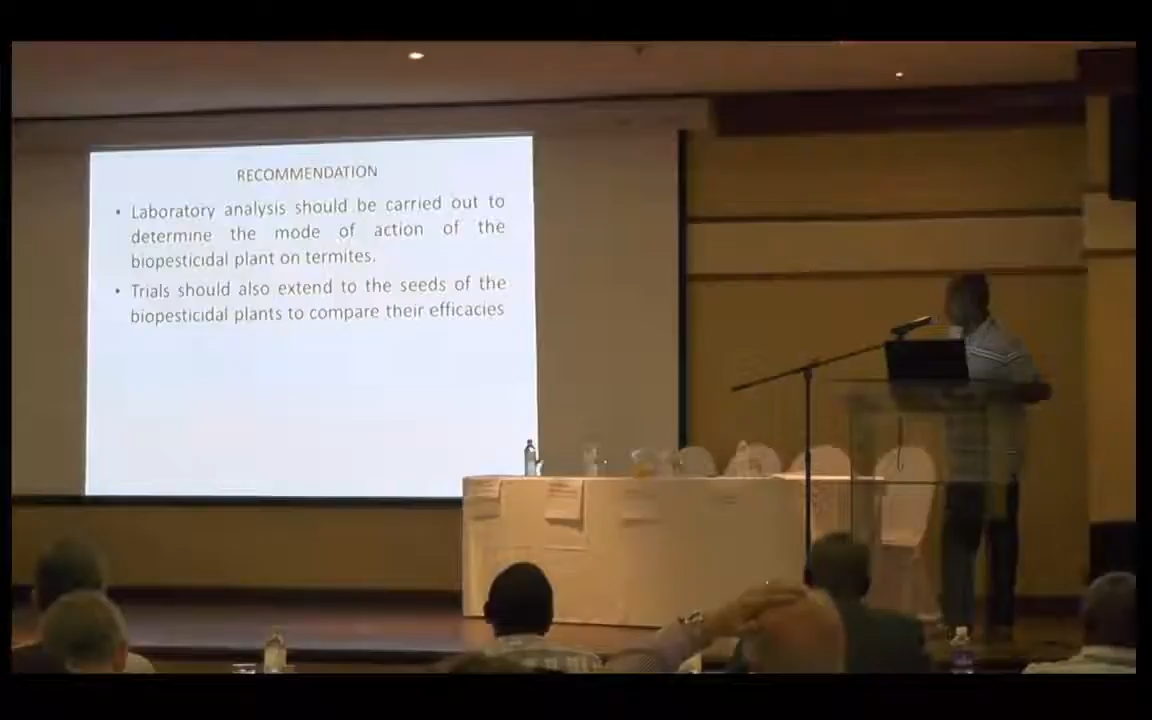 RECOMMENDATION
• Laboratory analysis should be carried out to
determine the mode of action of the
biopesticidal plant on termites.
• Trials should also extend to the seeds of the
biopesticidal plants to compare their efficacies